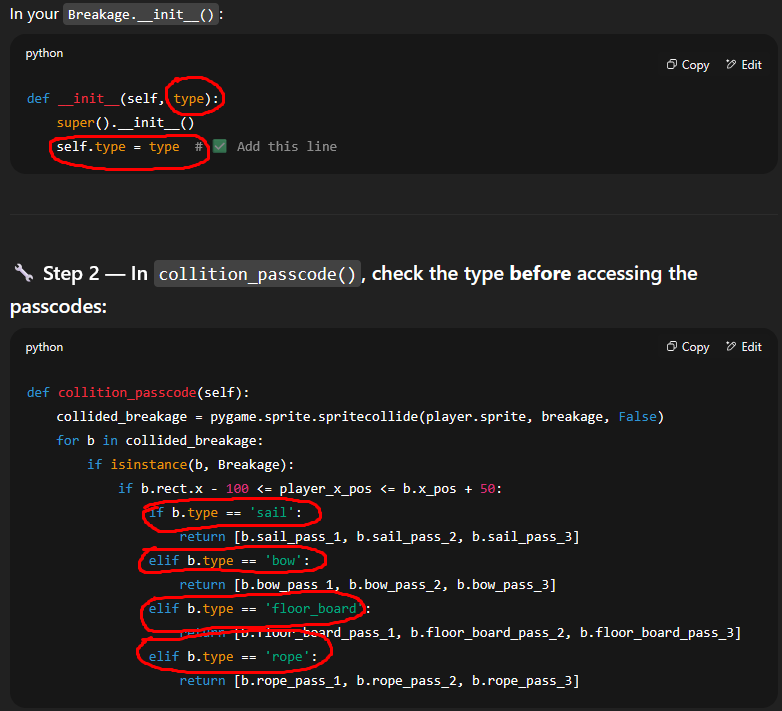 In your Breakage.__init__():
python
Copy Edit
def __init__(self, type):
super().__init__()
self.type = type # ✅ Add this line
🔧 Step 2 — In collition_passcode(), check the type before accessing the
passcodes:
python
Copy Edit
def collition_passcode(self):
collided_breakage = pygame.sprite.spritecollide(player.sprite, breakage, False)
for b in collided_breakage:
if isinstance(b, Breakage):
if b.rect.x - 100 <= player_x_pos <= b.x_pos + 50:
if b.type == 'sail':
return [b.sail_pass_1, b.sail_pass_2, b.sail_pass_3]
elif b.type == 'bow':
return [b.bow_pass_1, b.bow_pass_2, b.bow_pass_3]
elif b.type == 'floor_board':
return [b.floor_board_pass_1, b.floor_board_pass_2, b.floor_board_pass_3]
elif b.type == 'rope':
return [b.rope_pass_1, b.rope_pass_2, b.rope_pass_3]